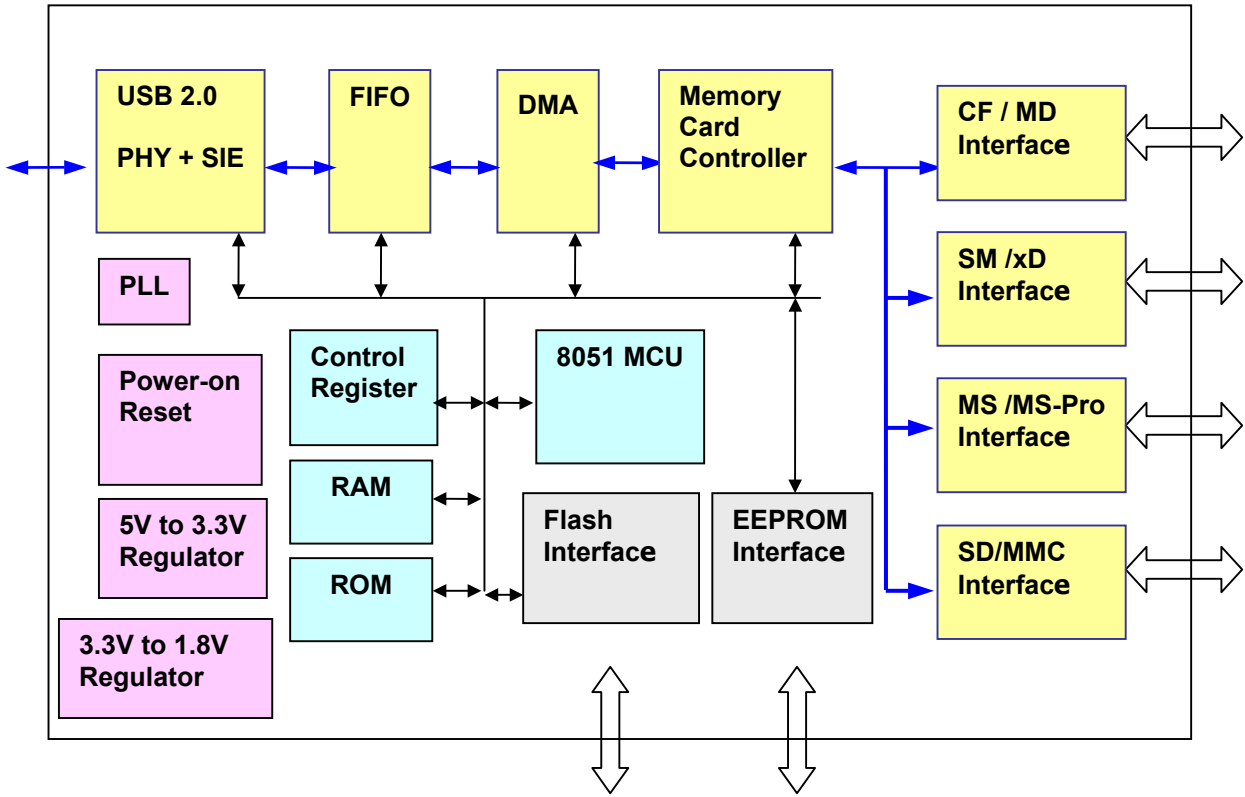 USB 2.0
PHY + SIE
FIFO
DMA
Memory
Card
Controller
CF / MD
Interface
SM /xD
Interface
MS /MS-Pro
Interface
SD/MMC
Interface
PLL
Power-on
Reset
5V to 3.3V
Regulator
3.3V to 1.8V
Regulator
Control
Register
8051 MCU
RAM
ROM
Flash
Interface
EEPROM
Interface